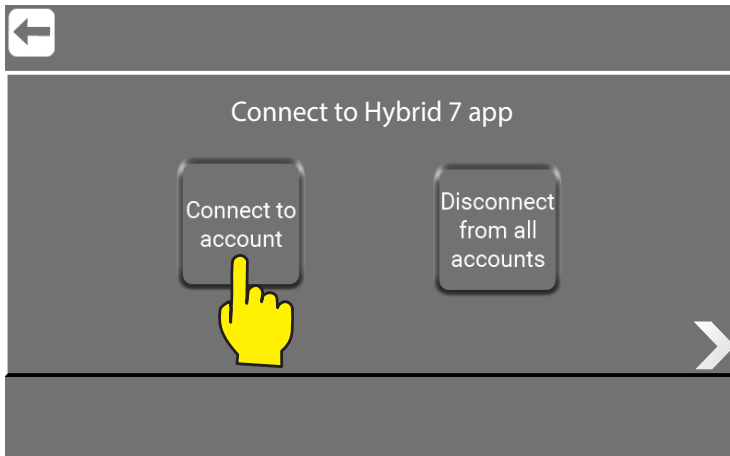 Connect to Hybrid 7 app
Connect to
account
Disconnect
from all
accounts